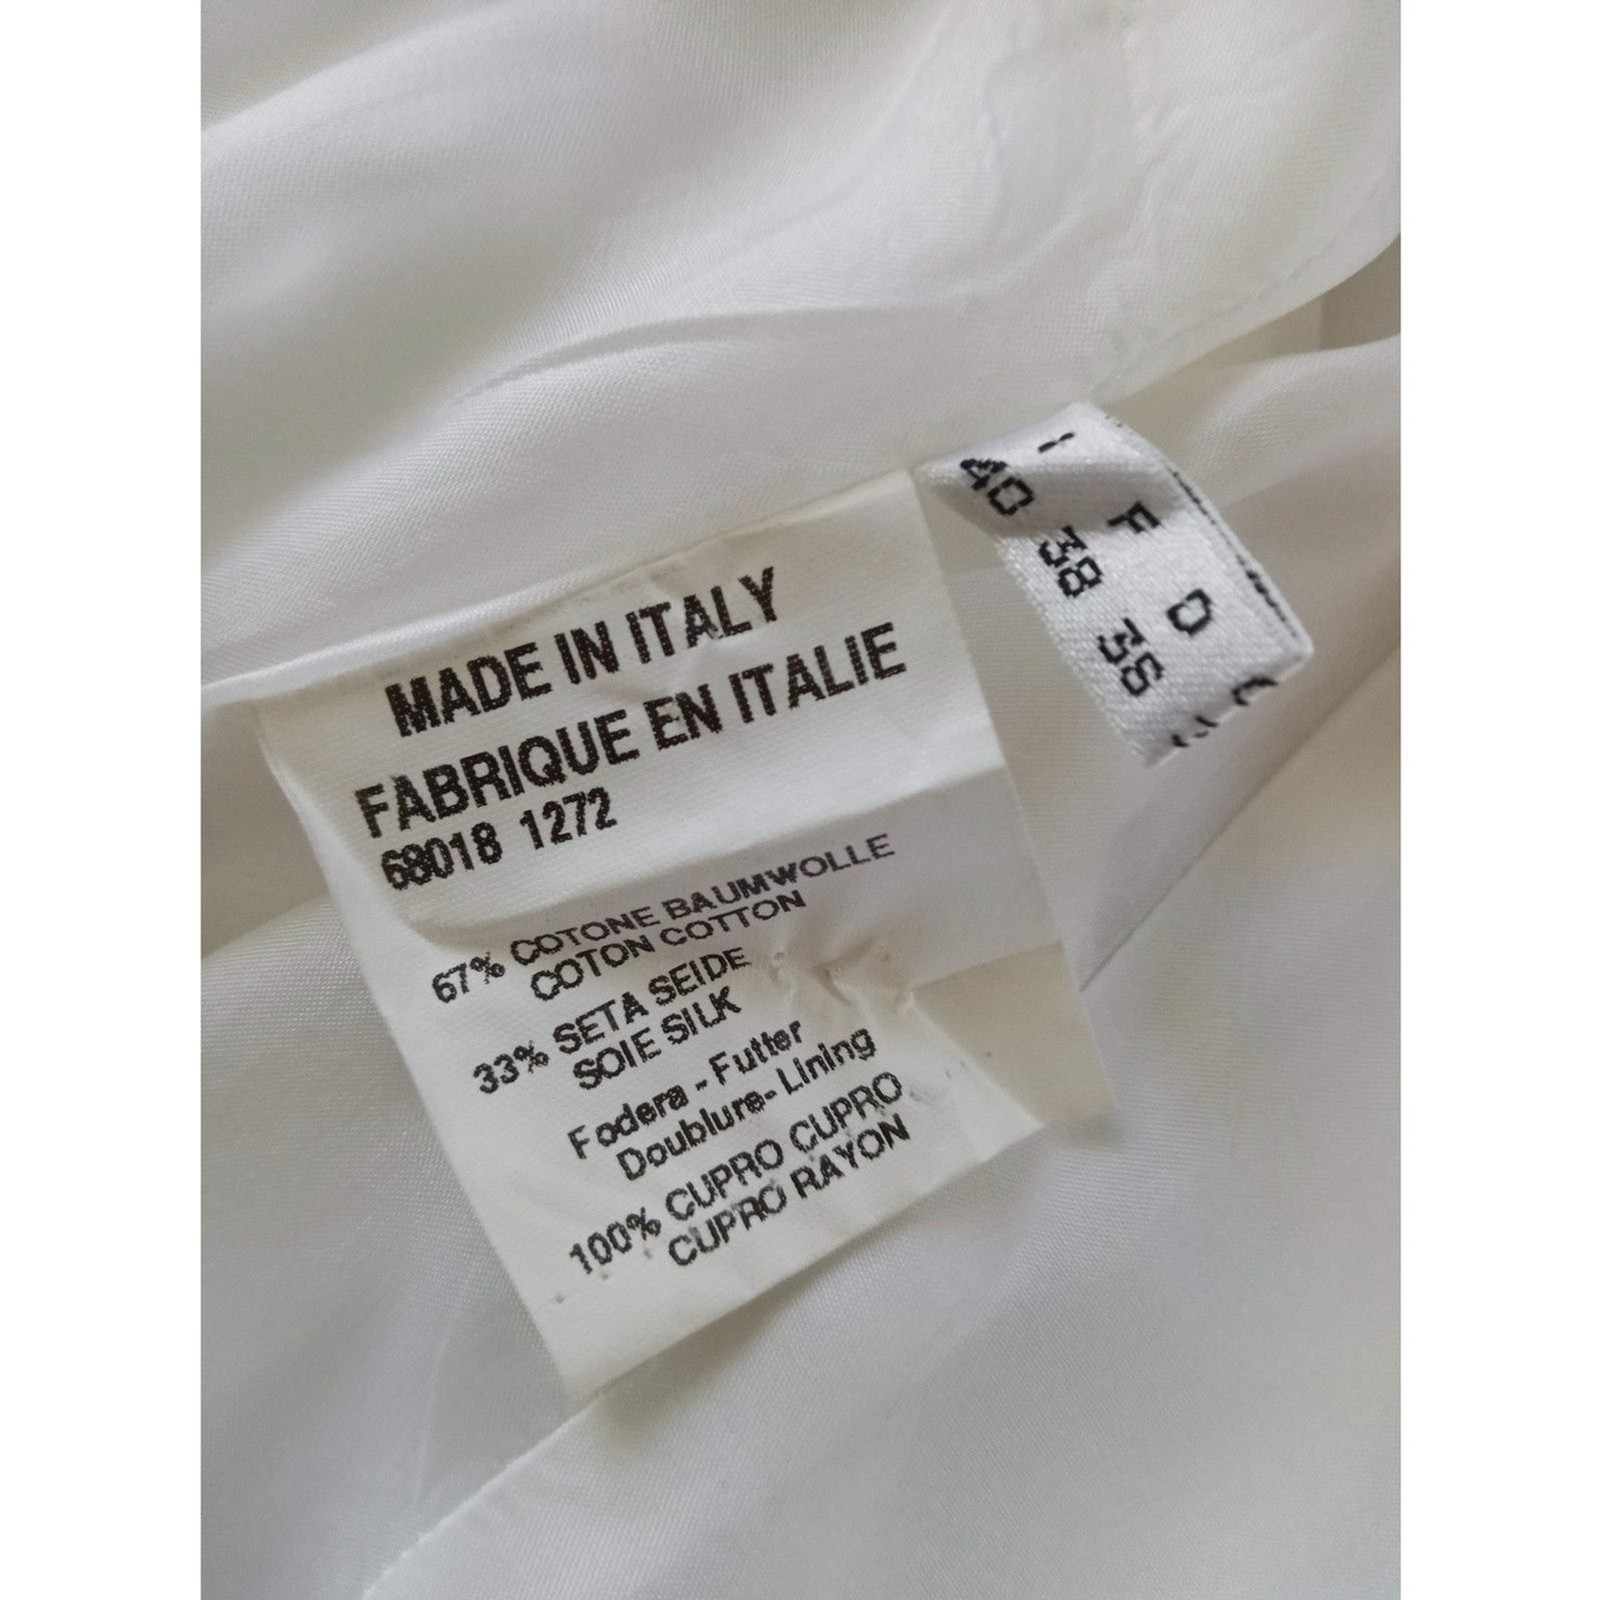 MADE IN ITALY
FABRIQUE EN ITALIE
68018 1272
67% COTONE BAUMWOLLE
COTON COTTON
33% SETA SEIDE
SOIE SILK
Fodera - Futter
Doublure- Lining
100% CUPRO CUPRO
CUPRO RAYON
I F D
40 38 36